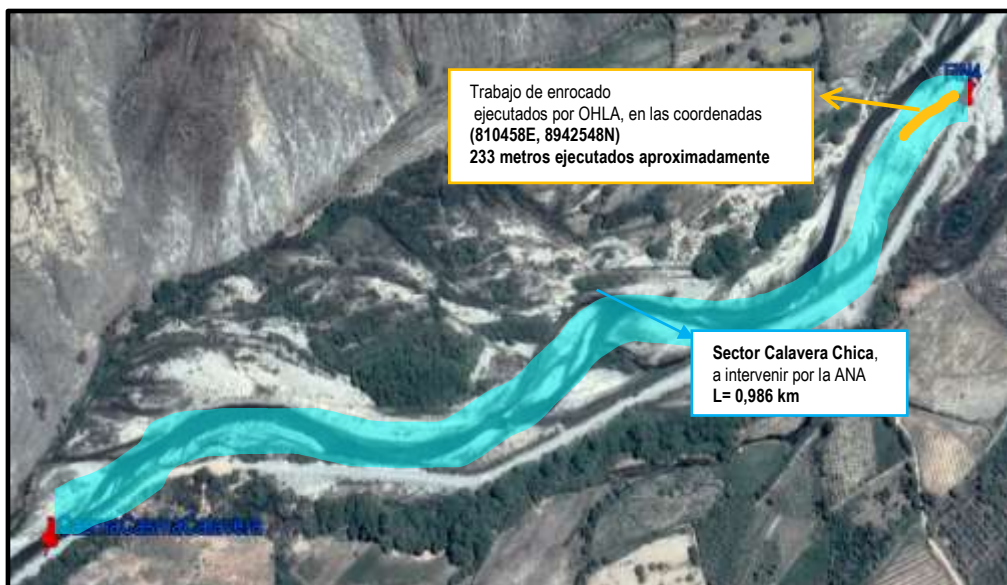 Trabajo de enrocado
ejecutados por OHLA, en las coordenadas
(810458E, 8942548N)
233 metros ejecutados aproximadamente
Sector Calavera Chica,
a intervenir por la ANA
L= 0,986 km